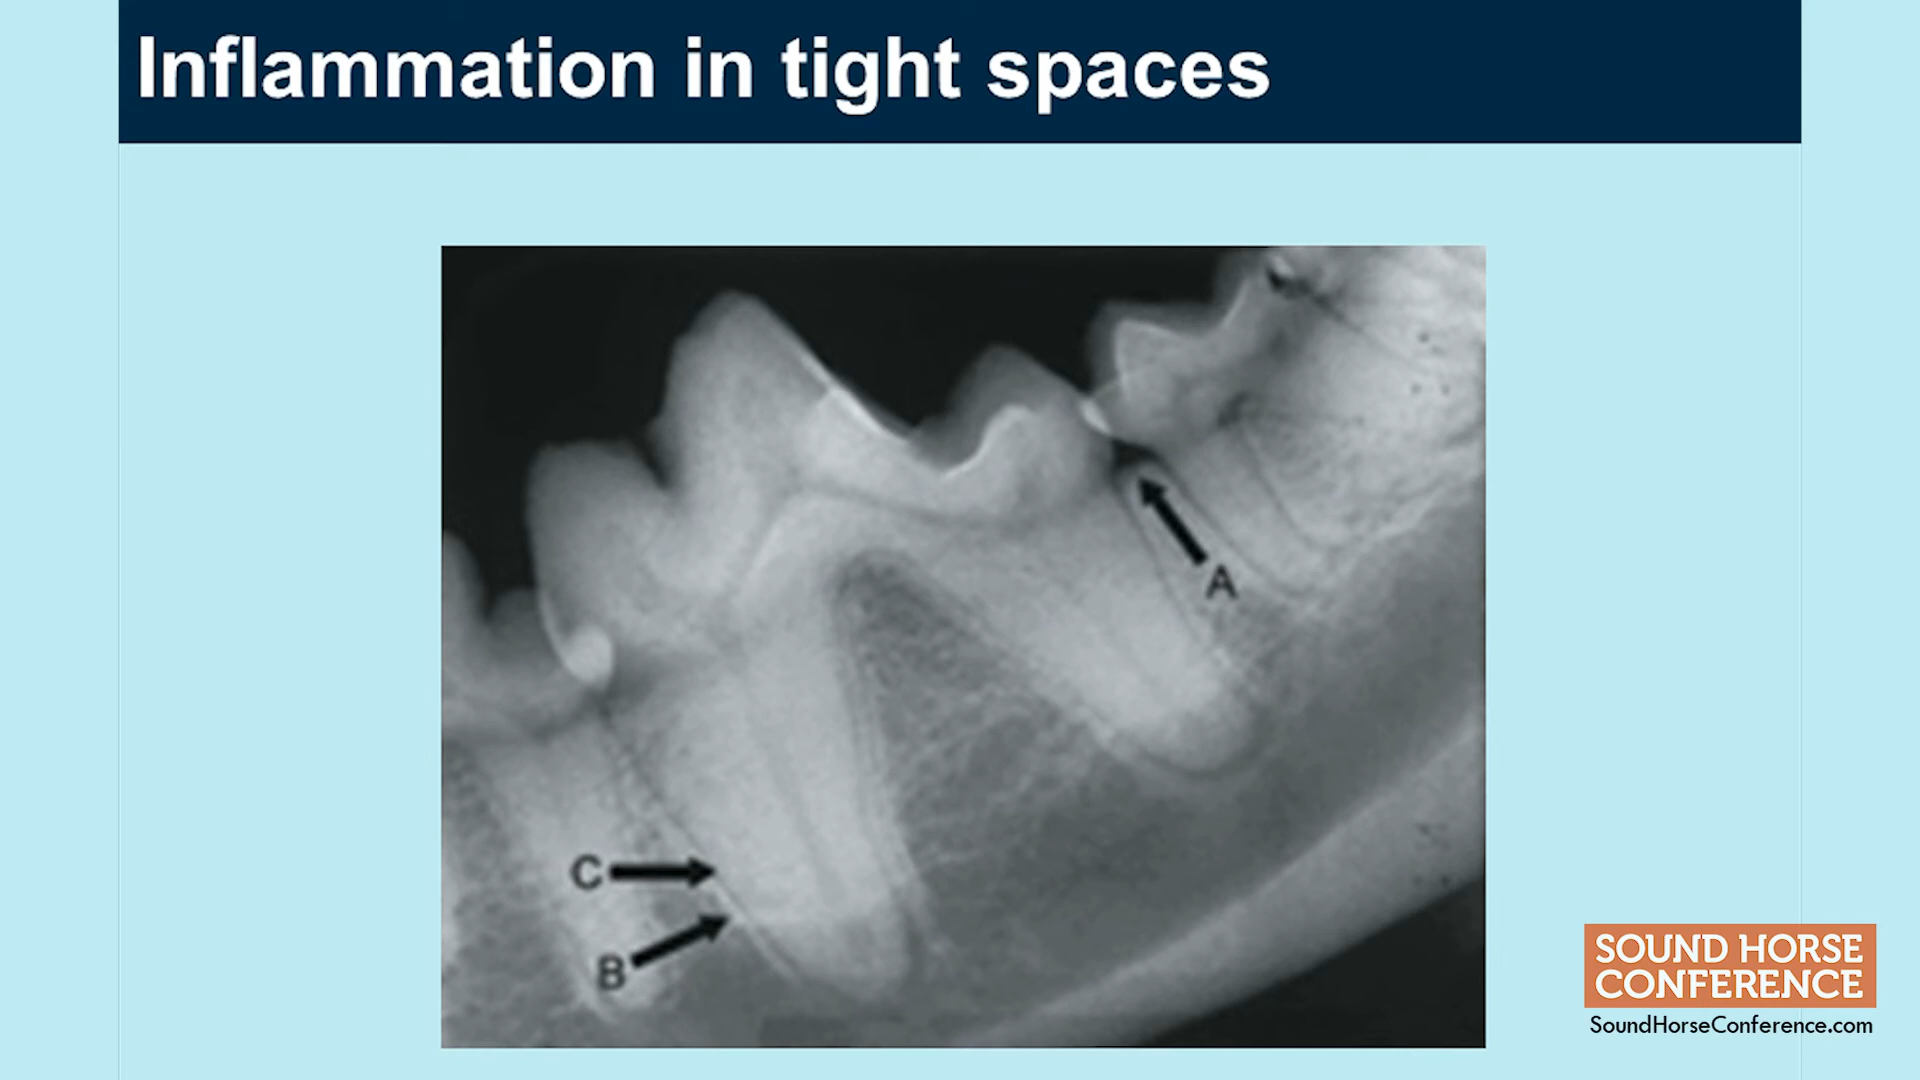 Inflammation in tight spaces
A
C
B
SOUND HORSE
CONFERENCE
SoundHorseConference.com